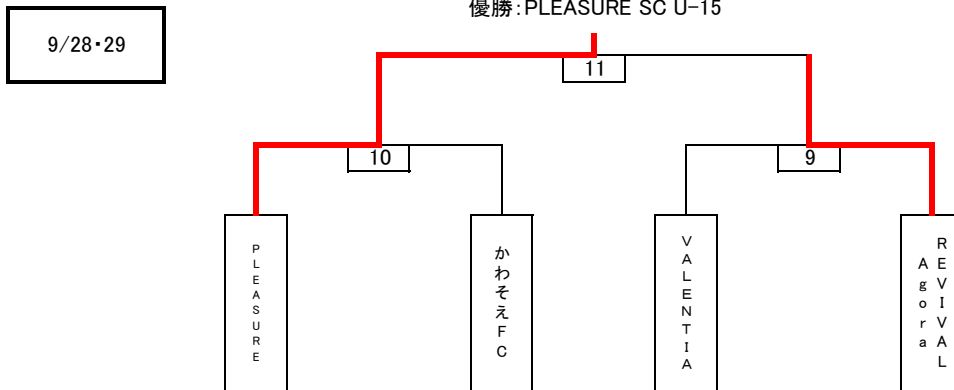 優勝：PLEASURE SC U-15
9/28・29
11
10
9
PLEASURE
かわそえFC
VALENTIA
REVIVAL
Agora